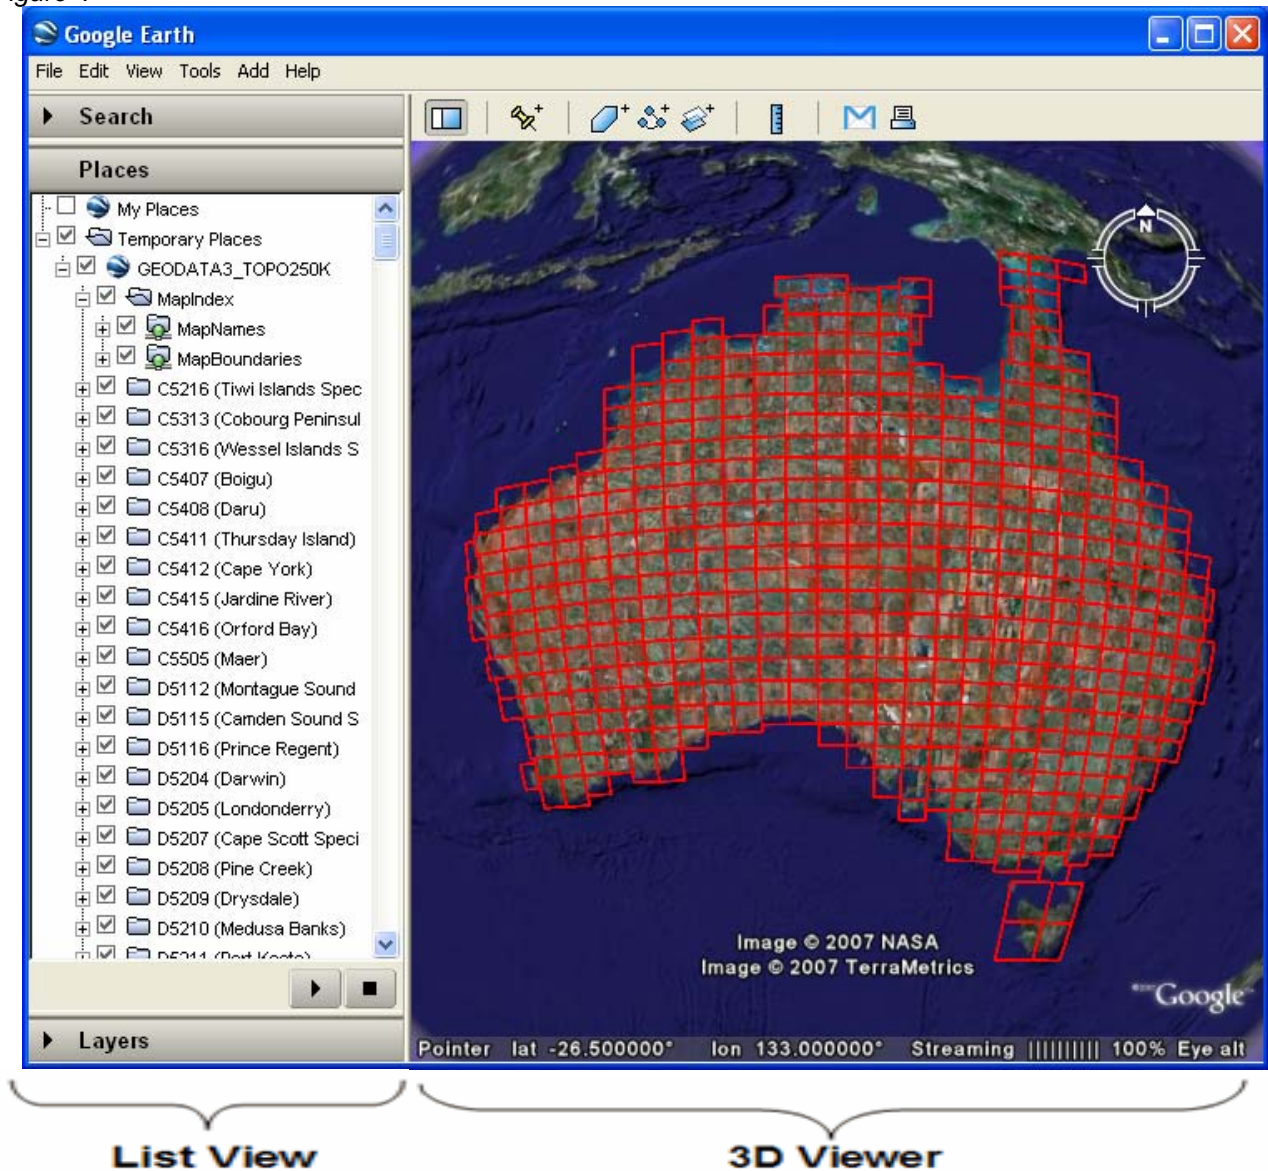 Google Earth
File Edit View Tools Add Help
Search
Places
My Places
Temporary Places
GEODATA3_TOPO250K
MapIndex
MapNames
MapBoundaries
C5216 (Tiwi Islands Spec
C5313 (Cobourg Peninsul
C5316 (Wessel Islands S
C5407 (Boigu)
C5408 (Daru)
C5411 (Thursday Island)
C5412 (Cape York)
C5415 (Jardine River)
C5416 (Orford Bay)
C5505 (Maer)
D5112 (Montague Sound
D5115 (Camden Sound S
D5116 (Prince Regent)
D5204 (Darwin)
D5205 (Londonderry)
D5207 (Cape Scott Speci
D5208 (Pine Creek)
D5209 (Drysdale)
D5210 (Medusa Banks)
Layers
N
Image © 2007 NASA
Image © 2007 TerraMetrics
Google
Pointer lat -26.500000° lon 133.000000° Streaming |||||||||| 100% Eye alt
List View
3D Viewer